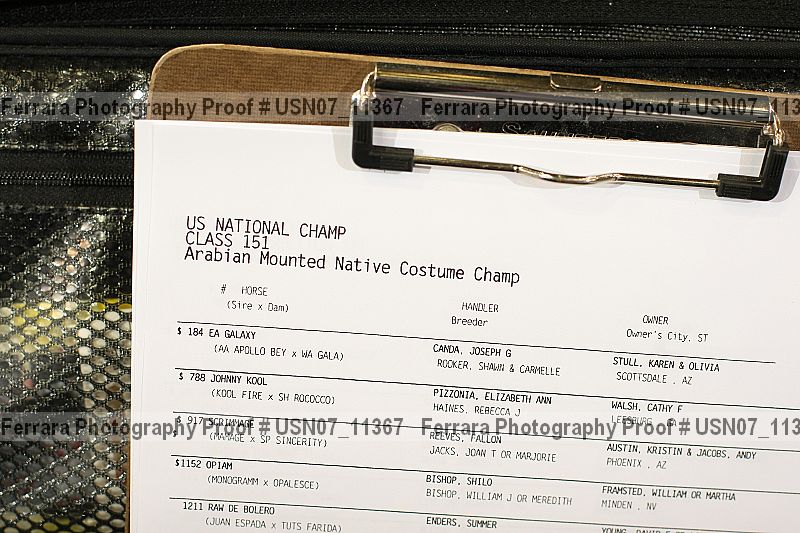 Ferrara Photography Proof # USN07_11367 Ferrara Photography Proof # USN07_113
US NATIONAL CHAMP
CLASS 151
Arabian Mounted Native Costume Champ
# HORSE HANDLER OWNER
(Sire x Dam) Breeder Owner's City, ST
$ 184 EA GALAXY CANDA, JOSEPH G STULL, KAREN & OLIVIA
(AA APOLLO BEY x WA GALA) ROOKER, SHAWN & CARMELLE SCOTTSDALE , AZ
$ 788 JOHNNY KOOL PIZZONIA, ELIZABETH ANN WALSH, CATHY F
(KOOL FIRE x SH ROCOCO) HAINES, REBECCA J
Ferrara Photography Proof # USN07_11367 Ferrara Photography Proof # USN07_113
$ 917 SCRIMMAGE REEVES, FALLON AUSTIN, KRISTIN & JACOBS, ANDY
(MAMAGE x SP SINCERITY) JACKS, JOAN T OR MARJORIE PHOENIX , AZ
$1152 OPIAM BISHOP, SHILO FRAMSTED, WILLIAM OR MARTHA
(MONOGRAMM x OPALESCE) BISHOP, WILLIAM J OR MEREDITH MINDEN , NV
1211 RAW DE BOLERO ENDERS, SUMMER
(JUAN ESPADA x TUTS FARIDA)